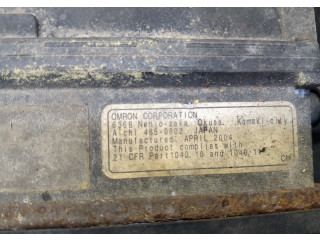 OMRON CORPORATION
6368 Nenjo-zaka, Okusa, Komaki-city,
Aichi 485-0802 JAPAN
Manufactured: APRIL 2004
This Product complies with
21 CFR Part1040.10 and 1040.11